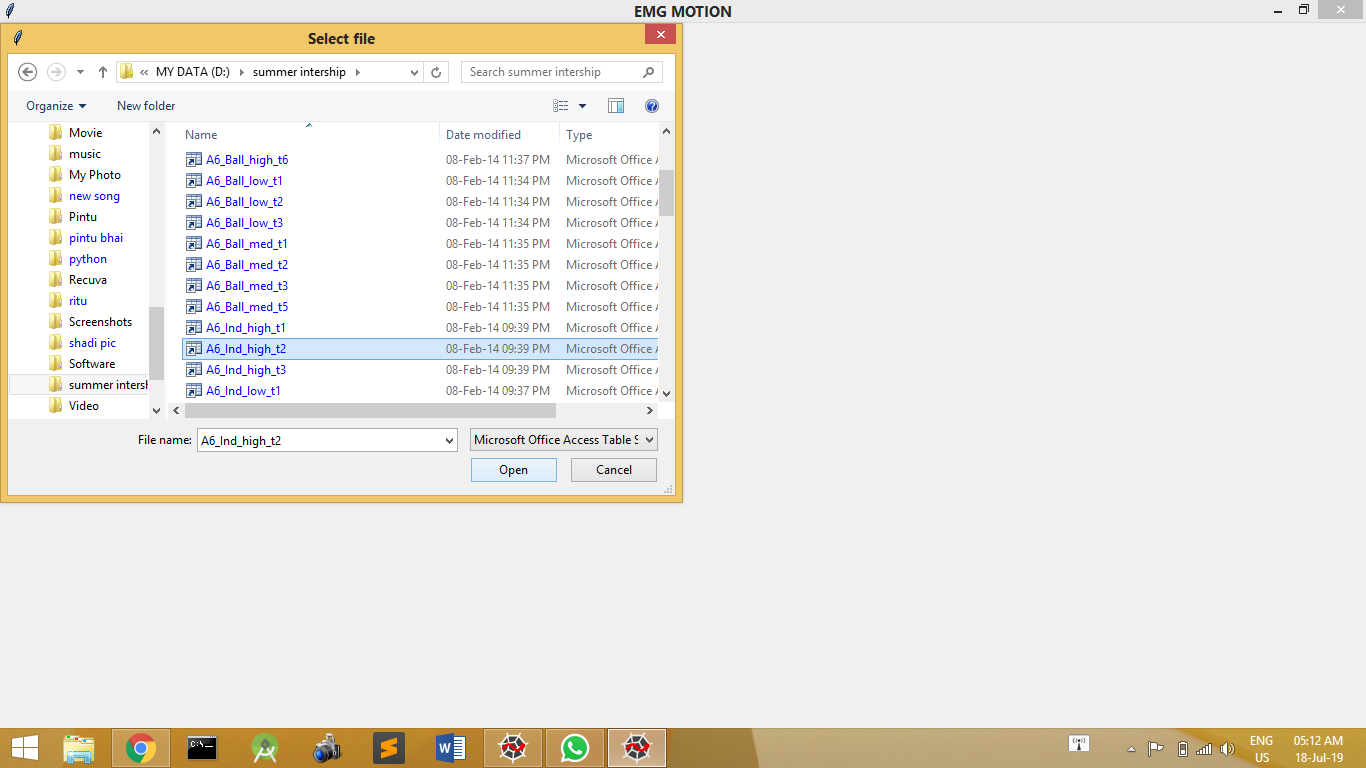 EMG MOTION
Select file
« MY DATA (D:) summer intership
Search summer intership
Organize New folder
Movie
music
My Photo
new song
Pintu
pintu bhai
python
Recuva
ritu
Screenshots
shadi pic
Software
summer intersh
Video
Name Date modified Type
A6_Ball_high_t6 08-Feb-14 11:37 PM Microsoft Office A
A6_Ball_low_t1 08-Feb-14 11:34 PM Microsoft Office A
A6_Ball_low_t2 08-Feb-14 11:34 PM Microsoft Office A
A6_Ball_low_t3 08-Feb-14 11:34 PM Microsoft Office A
A6_Ball_med_t1 08-Feb-14 11:35 PM Microsoft Office A
A6_Ball_med_t2 08-Feb-14 11:35 PM Microsoft Office A
A6_Ball_med_t3 08-Feb-14 11:35 PM Microsoft Office A
A6_Ball_med_t5 08-Feb-14 11:35 PM Microsoft Office A
A6_Ind_high_t1 08-Feb-14 09:39 PM Microsoft Office A
A6_Ind_high_t2 08-Feb-14 09:39 PM Microsoft Office A
A6_Ind_high_t3 08-Feb-14 09:39 PM Microsoft Office A
A6_Ind_low_t1 08-Feb-14 09:37 PM Microsoft Office A
File name: A6_Ind_high_t2 Microsoft Office Access Table S
Open Cancel
C:\
ENG 05:12 AM
US 18-Jul-19